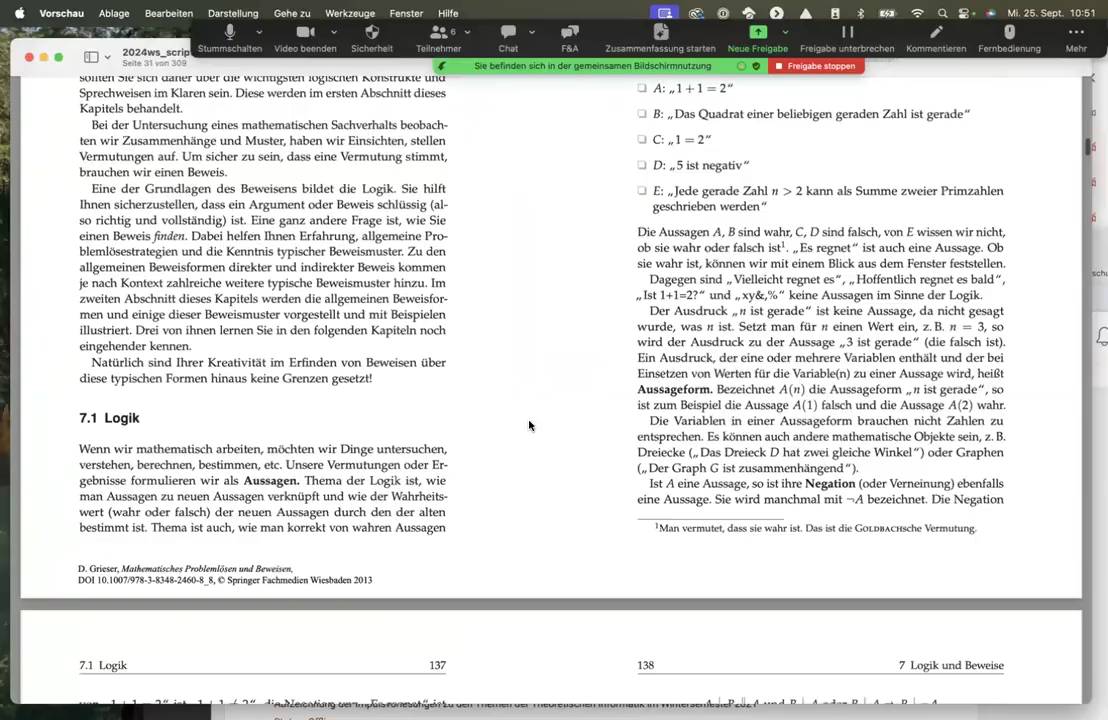 Vorschau Ablage Bearbeiten Darstellung Gehe zu Werkzeuge Fenster Hilfe Mi. 25. Sept. 10:51
Stummschalten Video beenden Sicherheit Teilnehmer 6 Chat F&A Zusammenfassung starten Neue Freigabe Freigabe unterbrechen Kommentieren Fernbedienung Mehr
2024ws_scrip
Seite 31 von 309
Sie befinden sich in der gemeinsamen Bildschirmnutzung Freigabe stoppen
sollten Sie sich daher über die wichtigsten logischen Konstrukte und
Sprechweisen im Klaren sein. Diese werden im ersten Abschnitt dieses
Kapitels behandelt.
Bei der Untersuchung eines mathematischen Sachverhalts beobach-
ten wir Zusammenhänge und Muster, haben wir Einsichten, stellen
Vermutungen auf. Um sicher zu sein, dass eine Vermutung stimmt,
brauchen wir einen Beweis.
Eine der Grundlagen des Beweisens bildet die Logik. Sie hilft
Ihnen sicherzustellen, dass ein Argument oder Beweis schlüssig (al-
so richtig und vollständig) ist. Eine ganz andere Frage ist, wie Sie
einen Beweis finden. Dabei helfen Ihnen Erfahrung, allgemeine Pro-
blemlösestrategien und die Kenntnis typischer Beweismuster. Zu den
allgemeinen Beweisformen direkter und indirekter Beweis kommen
je nach Kontext zahlreiche weitere typische Beweismuster hinzu. Im
zweiten Abschnitt dieses Kapitels werden die allgemeinen Beweisfor-
men und einige dieser Beweismuster vorgestellt und mit Beispielen
illustriert. Drei von ihnen lernen Sie in den folgenden Kapiteln noch
eingehender kennen.
Natürlich sind Ihrer Kreativität im Erfinden von Beweisen über
diese typischen Formen hinaus keine Grenzen gesetzt!
7.1 Logik
Wenn wir mathematisch arbeiten, möchten wir Dinge untersuchen,
verstehen, berechnen, bestimmen, etc. Unsere Vermutungen oder Er-
gebnisse formulieren wir als Aussagen. Thema der Logik ist, wie
man Aussagen zu neuen Aussagen verknüpft und wie der Wahrheits-
wert (wahr oder falsch) der neuen Aussagen durch den der alten
bestimmt ist. Thema ist auch, wie man korrekt von wahren Aussagen
D. Grieser, Mathematisches Problemlösen und Beweisen,
DOI 10.1007/978-3-8348-2460-8_8, © Springer Fachmedien Wiesbaden 2013
❏ A: „1 + 1 = 2“
❏ B: „Das Quadrat einer beliebigen geraden Zahl ist gerade“
❏ C: „1 = 2“
❏ D: „5 ist negativ“
❏ E: „Jede gerade Zahl n > 2 kann als Summe zweier Primzahlen
geschrieben werden“
Die Aussagen A, B sind wahr, C, D sind falsch, von E wissen wir nicht,
ob sie wahr oder falsch ist¹. „Es regnet“ ist auch eine Aussage. Ob
sie wahr ist, können wir mit einem Blick aus dem Fenster feststellen.
Dagegen sind „Vielleicht regnet es“, „Hoffentlich regnet es bald“,
„Ist 1+1=2?“ und „xy&,%“ keine Aussagen im Sinne der Logik.
Der Ausdruck „n ist gerade“ ist keine Aussage, da nicht gesagt
wurde, was n ist. Setzt man für n einen Wert ein, z. B. n = 3, so
wird der Ausdruck zu der Aussage „3 ist gerade“ (die falsch ist).
Ein Ausdruck, der eine oder mehrere Variablen enthält und der bei
Einsetzen von Werten für die Variable(n) zu einer Aussage wird, heißt
Aussageform. Bezeichnet A(n) die Aussageform „n ist gerade“, so
ist zum Beispiel die Aussage A(1) falsch und die Aussage A(2) wahr.
Die Variablen in einer Aussageform brauchen nicht Zahlen zu
entsprechen. Es können auch andere mathematische Objekte sein, z. B.
Dreiecke („Das Dreieck D hat zwei gleiche Winkel“) oder Graphen
(„Der Graph G ist zusammenhängend“).
Ist A eine Aussage, so ist ihre Negation (oder Verneinung) ebenfalls
eine Aussage. Sie wird manchmal mit ¬A bezeichnet. Die Negation
¹Man vermutet, dass sie wahr ist. Das ist die GOLDBACHsche Vermutung.
7.1 Logik 137
138 7 Logik und Beweise